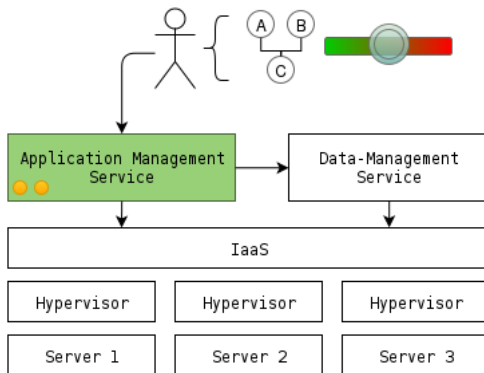 A B
C
Application Management Data-Management
Service Service
IaaS
Hypervisor Hypervisor Hypervisor
Server 1 Server 2 Server 3